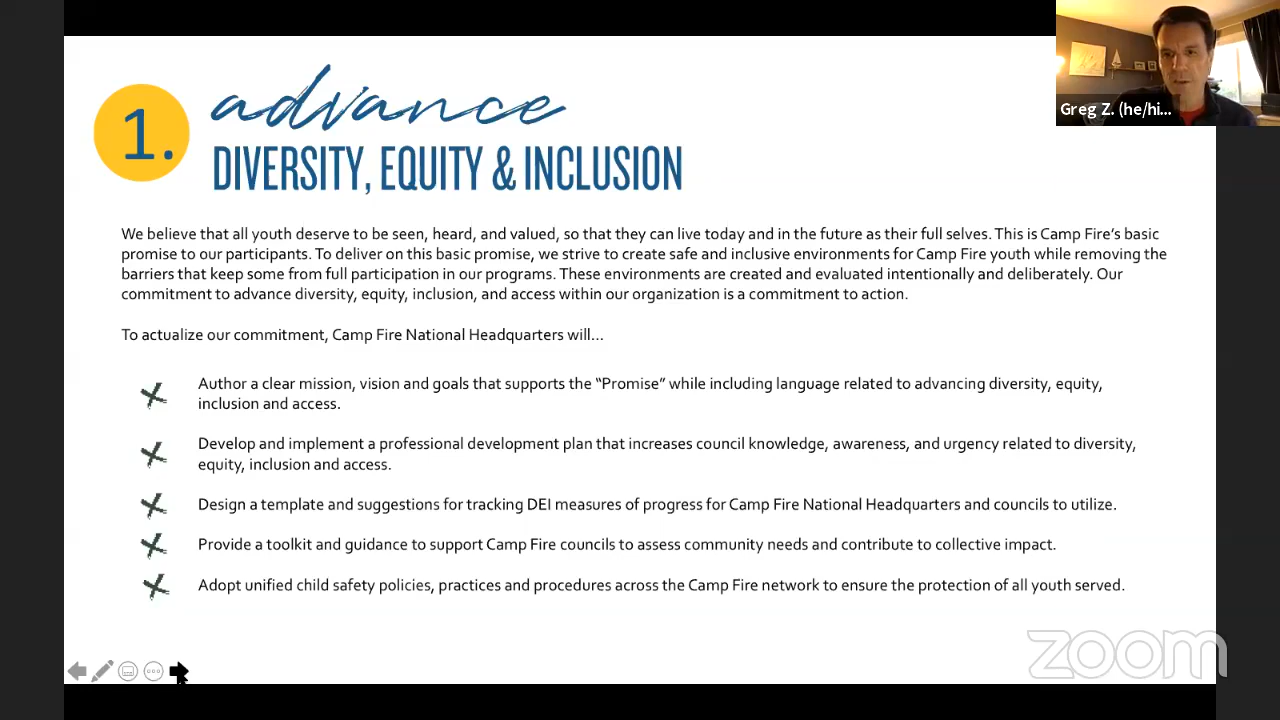 Greg Z. (he/hi...
1.
advance
DIVERSITY, EQUITY & INCLUSION
We believe that all youth deserve to be seen, heard, and valued, so that they can live today and in the future as their full selves. This is Camp Fire's basic
promise to our participants. To deliver on this basic promise, we strive to create safe and inclusive environments for Camp Fire youth while removing the
barriers that keep some from full participation in our programs. These environments are created and evaluated intentionally and deliberately. Our
commitment to advance diversity, equity, inclusion, and access within our organization is a commitment to action.
To actualize our commitment, Camp Fire National Headquarters will...
Author a clear mission, vision and goals that supports the “Promise” while including language related to advancing diversity, equity,
inclusion and access.
Develop and implement a professional development plan that increases council knowledge, awareness, and urgency related to diversity,
equity, inclusion and access.
Design a template and suggestions for tracking DEI measures of progress for Camp Fire National Headquarters and councils to utilize.
Provide a toolkit and guidance to support Camp Fire councils to assess community needs and contribute to collective impact.
Adopt unified child safety policies, practices and procedures across the Camp Fire network to ensure the protection of all youth served.
zoom